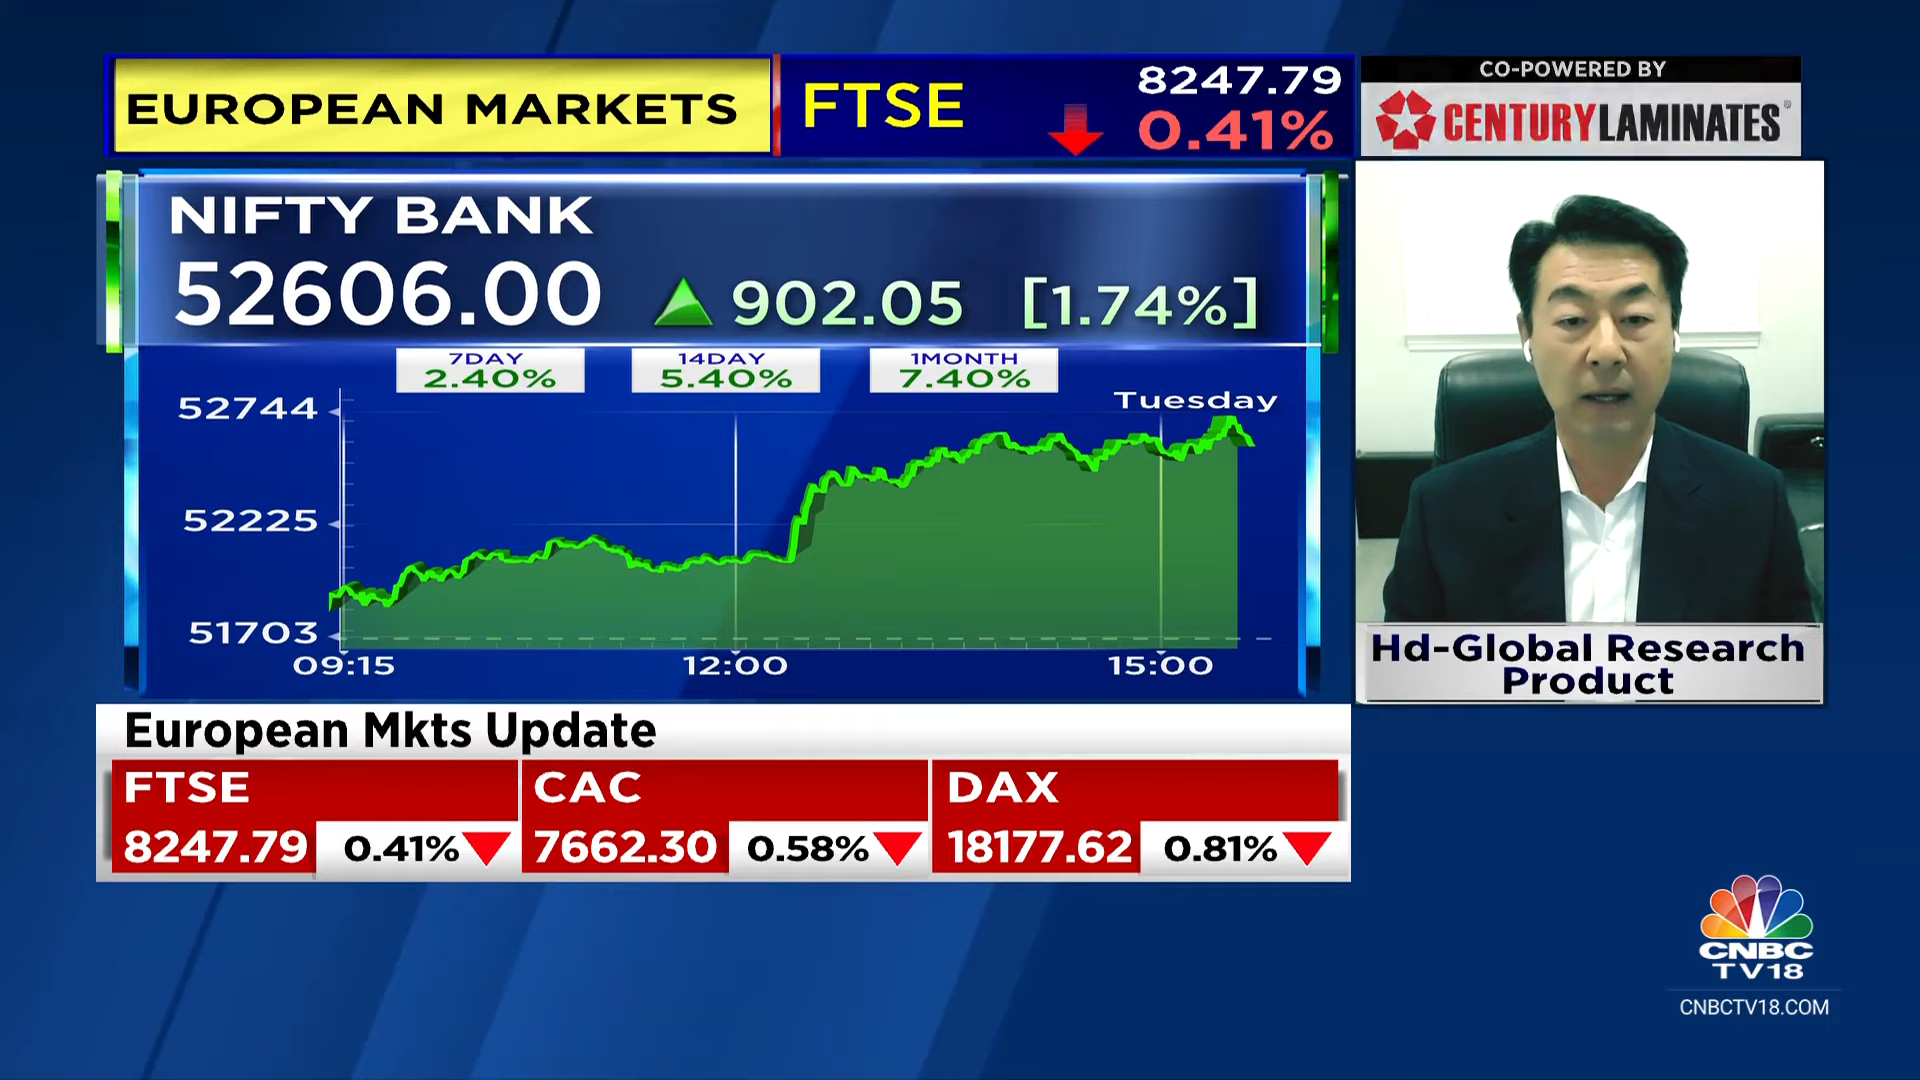 EUROPEAN MARKETS
FTSE
8247.79
0.41%
CO-POWERED BY
CENTURYLAMINATES®
NIFTY BANK
52606.00 902.05 [1.74%]
7DAY
2.40%
14DAY
5.40%
1MONTH
7.40%
Tuesday
52744
52225
51703
09:15 12:00 15:00
Hd-Global Research
Product
European Mkts Update
FTSE
8247.79 0.41%
CAC
7662.30 0.58%
DAX
18177.62 0.81%
CNBC
TV18
CNBCTV18.COM